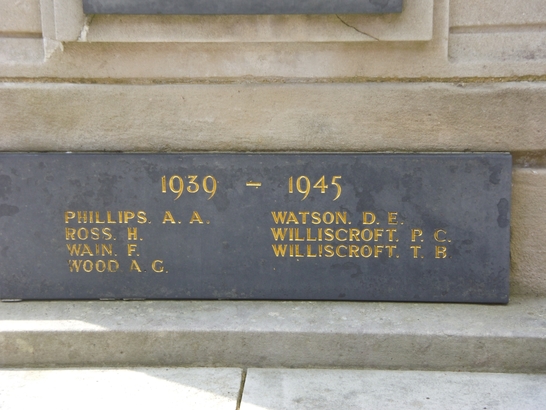 1939 – 1945
PHILLIPS. A. A.
ROSS. H.
WAIN. F.
WOOD A G.
WATSON. D. E.
WILLISCROFT. P. C.
WILLISCROFT. T. B